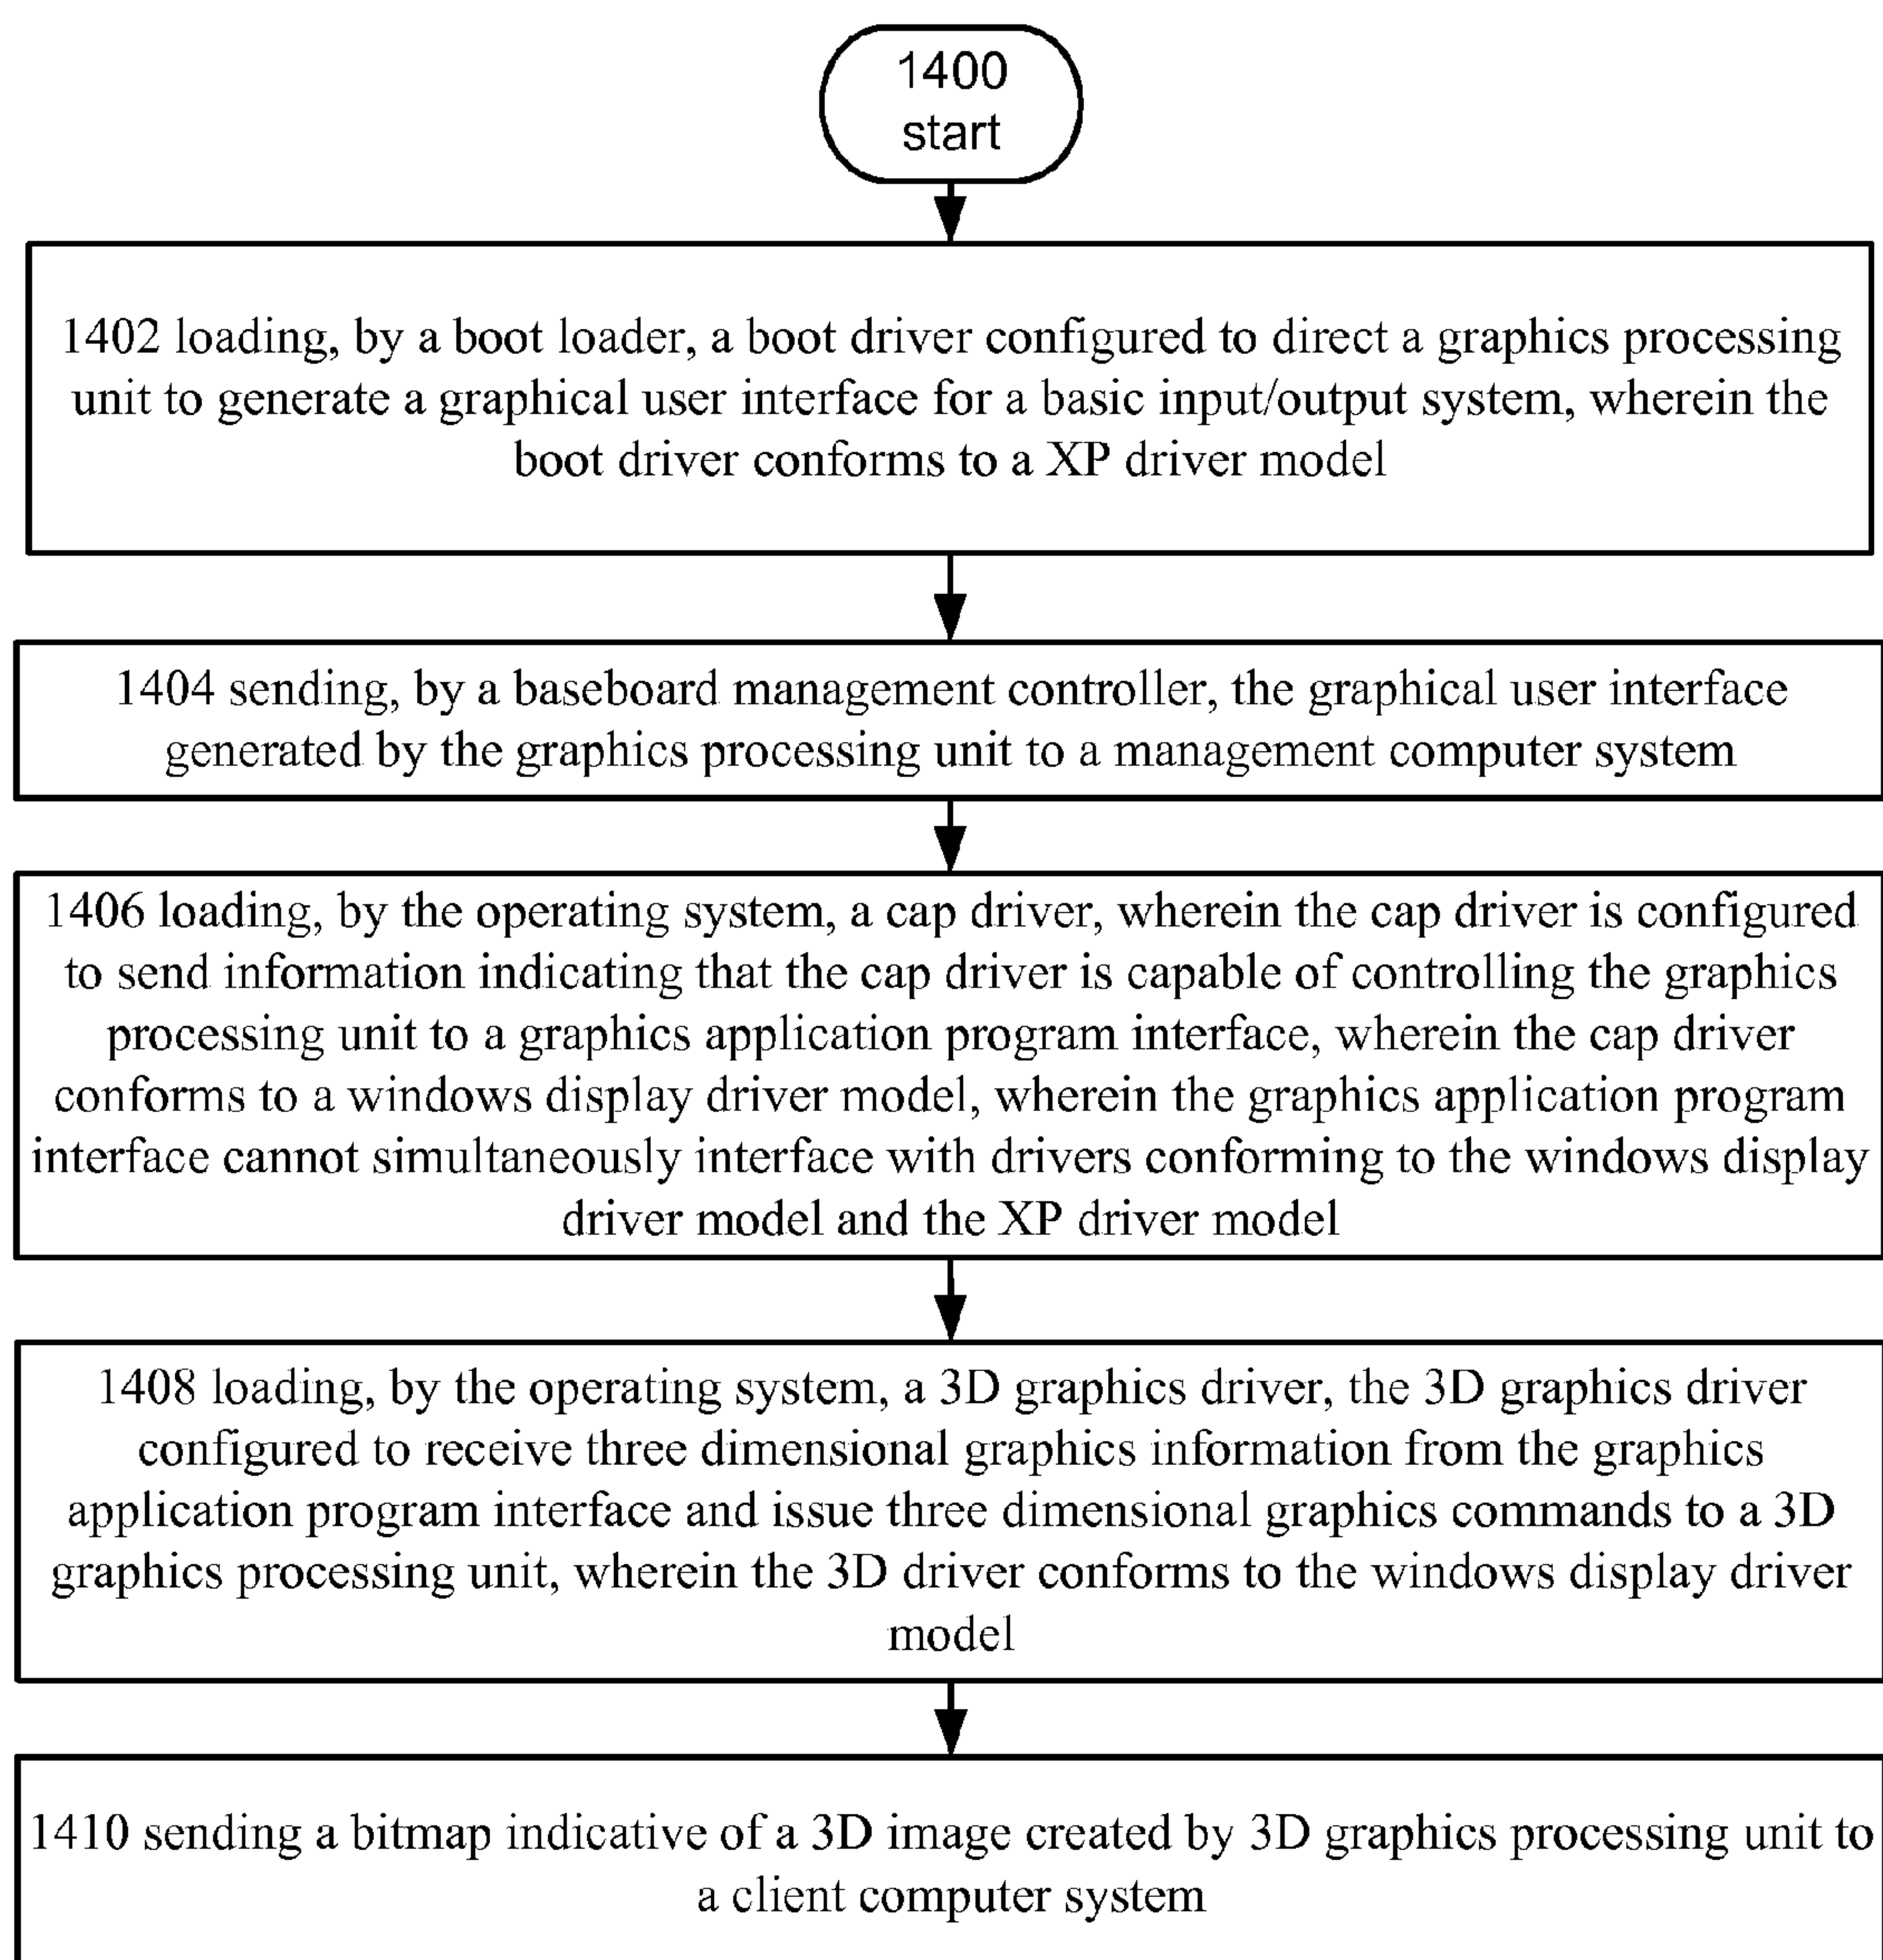 1400
start
1402 loading, by a boot loader, a boot driver configured to direct a graphics processing
unit to generate a graphical user interface for a basic input/output system, wherein the
boot driver conforms to a XP driver model
1404 sending, by a baseboard management controller, the graphical user interface
generated by the graphics processing unit to a management computer system
1406 loading, by the operating system, a cap driver, wherein the cap driver is configured
to send information indicating that the cap driver is capable of controlling the graphics
processing unit to a graphics application program interface, wherein the cap driver
conforms to a windows display driver model, wherein the graphics application program
interface cannot simultaneously interface with drivers conforming to the windows display
driver model and the XP driver model
1408 loading, by the operating system, a 3D graphics driver, the 3D graphics driver
configured to receive three dimensional graphics information from the graphics
application program interface and issue three dimensional graphics commands to a 3D
graphics processing unit, wherein the 3D driver conforms to the windows display driver
model
1410 sending a bitmap indicative of a 3D image created by 3D graphics processing unit to
a client computer system